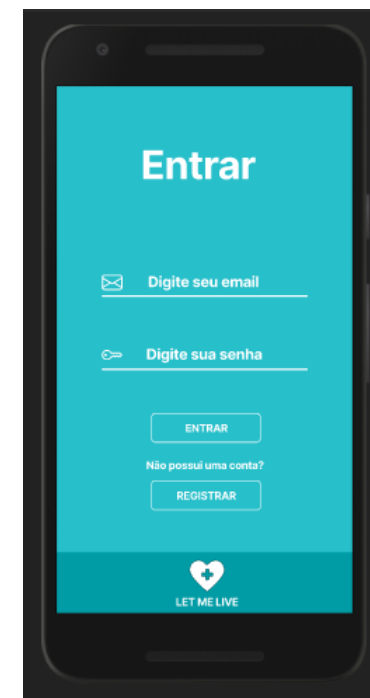 Entrar
Digite seu email
Digite sua senha
ENTRAR
Não possui uma conta?
REGISTRAR
LET ME LIVE